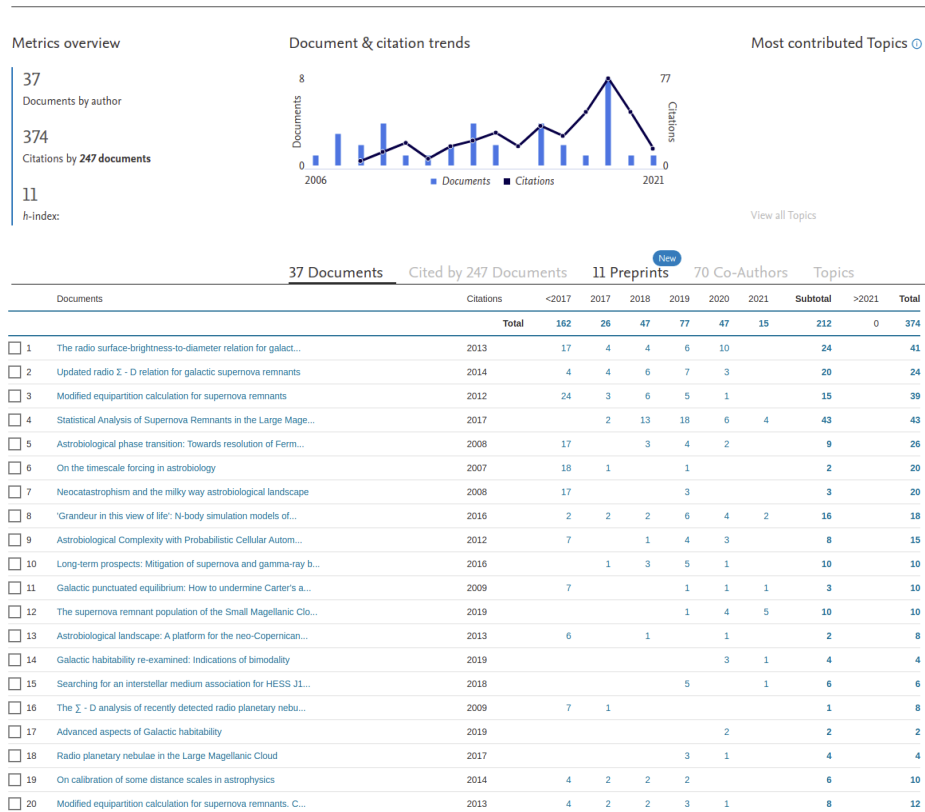 Metrics overview
Document & citation trends
Most contributed Topics
37
Documents by author
374
Citations by 247 documents
11
h-index:
8
77
Documents
Citations
0
0
2006
2021
Documents Citations
View all Topics
New
37 Documents Cited by 247 Documents 11 Preprints 70 Co-Authors Topics
Documents Citations <2017 2017 2018 2019 2020 2021 Subtotal >2021 Total
Total 162 26 47 77 47 15 212 0 374
1 The radio surface-brightness-to-diameter relation for galact... 2013 17 4 4 6 10 24 41
2 Updated radio Σ - D relation for galactic supernova remnants 2014 4 4 6 7 3 20 24
3 Modified equipartition calculation for supernova remnants 2012 24 3 6 5 1 15 39
4 Statistical Analysis of Supernova Remnants in the Large Mage... 2017 2 13 18 6 4 43 43
5 Astrobiological phase transition: Towards resolution of Ferm... 2008 17 3 4 2 9 26
6 On the timescale forcing in astrobiology 2007 18 1 1 2 20
7 Neocatastrophism and the milky way astrobiological landscape 2008 17 3 3 20
8 'Grandeur in this view of life': N-body simulation models of... 2016 2 2 2 6 4 2 16 18
9 Astrobiological Complexity with Probabilistic Cellular Autom... 2012 7 1 4 3 8 15
10 Long-term prospects: Mitigation of supernova and gamma-ray b... 2016 1 3 5 1 10 10
11 Galactic punctuated equilibrium: How to undermine Carter's a... 2009 7 1 1 1 3 10
12 The supernova remnant population of the Small Magellanic Clo... 2019 1 4 5 10 10
13 Astrobiological landscape: A platform for the neo-Copernican... 2013 6 1 1 2 8
14 Galactic habitability re-examined: Indications of bimodality 2019 3 1 4 4
15 Searching for an interstellar medium association for HESS J1... 2018 5 1 6 6
16 The ∑ - D analysis of recently detected radio planetary nebu... 2009 7 1 1 8
17 Advanced aspects of Galactic habitability 2019 2 2 2
18 Radio planetary nebulae in the Large Magellanic Cloud 2017 3 1 4 4
19 On calibration of some distance scales in astrophysics 2014 4 2 2 2 6 10
20 Modified equipartition calculation for supernova remnants. C... 2013 4 2 2 3 1 8 12